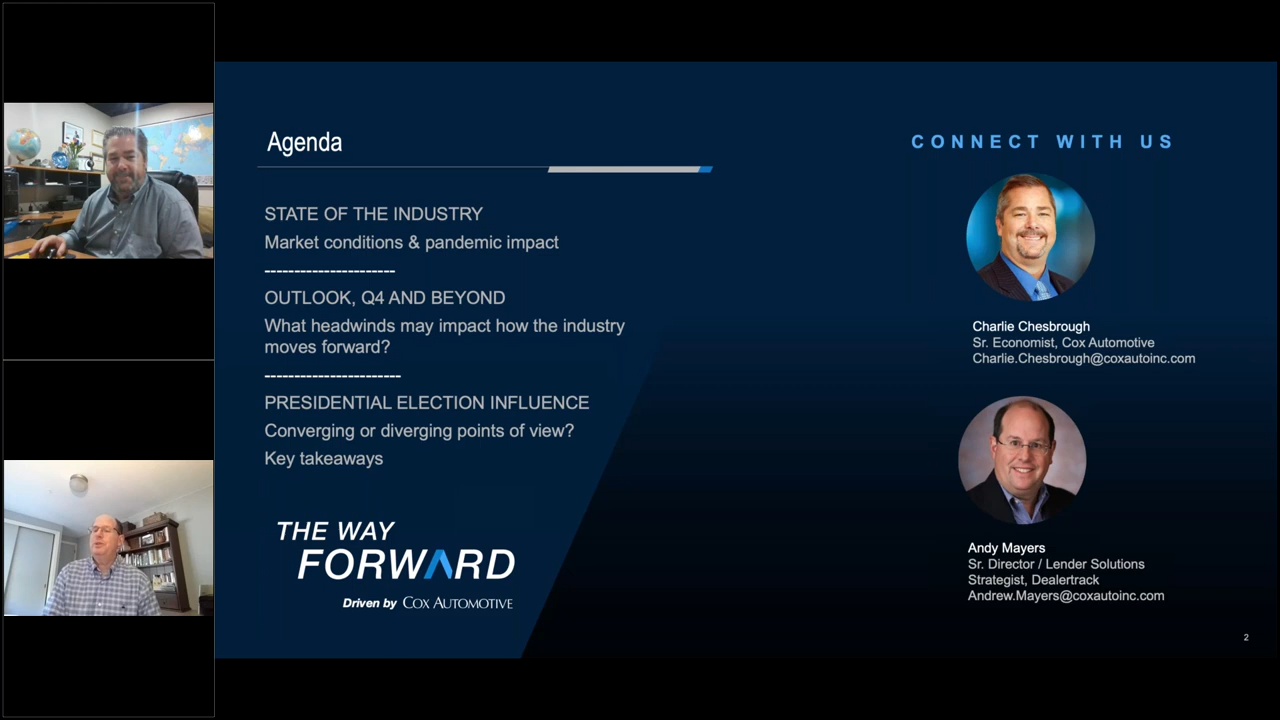 Agenda
STATE OF THE INDUSTRY
Market conditions & pandemic impact
----------------------
OUTLOOK, Q4 AND BEYOND
What headwinds may impact how the industry
moves forward?
-----------------------
PRESIDENTIAL ELECTION INFLUENCE
Converging or diverging points of view?
Key takeaways
THE WAY
FORWARD
Driven by COX AUTOMOTIVE
CONNECT WITH US
Charlie Chesbrough
Sr. Economist, Cox Automotive
Charlie.Chesbrough@coxautoinc.com
Andy Mayers
Sr. Director / Lender Solutions
Strategist, Dealertrack
Andrew.Mayers@coxautoinc.com
2